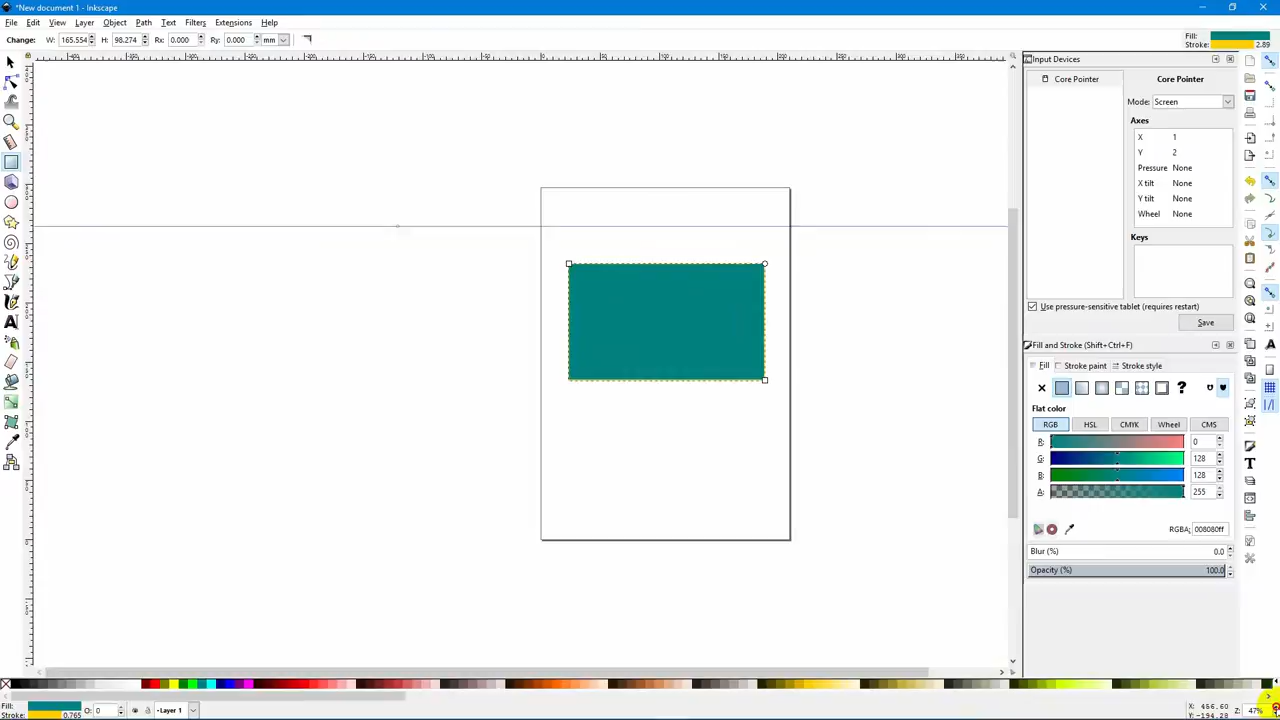 *New document 1 - Inkscape
File Edit View Layer Object Path Text Filters Extensions Help
Change: W: 165.554 H: 98.274 Rx: 0.000 Ry: 0.000 mm
Fill:
Stroke: 2.89
Input Devices
Core Pointer
Core Pointer
Mode: Screen
Axes
X 1
Y 2
Pressure None
X tilt None
Y tilt None
Wheel None
Keys
Use pressure-sensitive tablet (requires restart)
Save
Fill and Stroke (Shift+Ctrl+F)
Fill Stroke paint Stroke style
Flat color
RGB HSL CMYK Wheel CMS
R: 0
G: 128
B: 128
A: 255
RGBA: 008080ff
Blur (%) 0.0
Opacity (%) 100.0
Fill:
Stroke: 0.765
O: 0
Layer 1
X: 456.60
Y: -194.28
Z: 47%